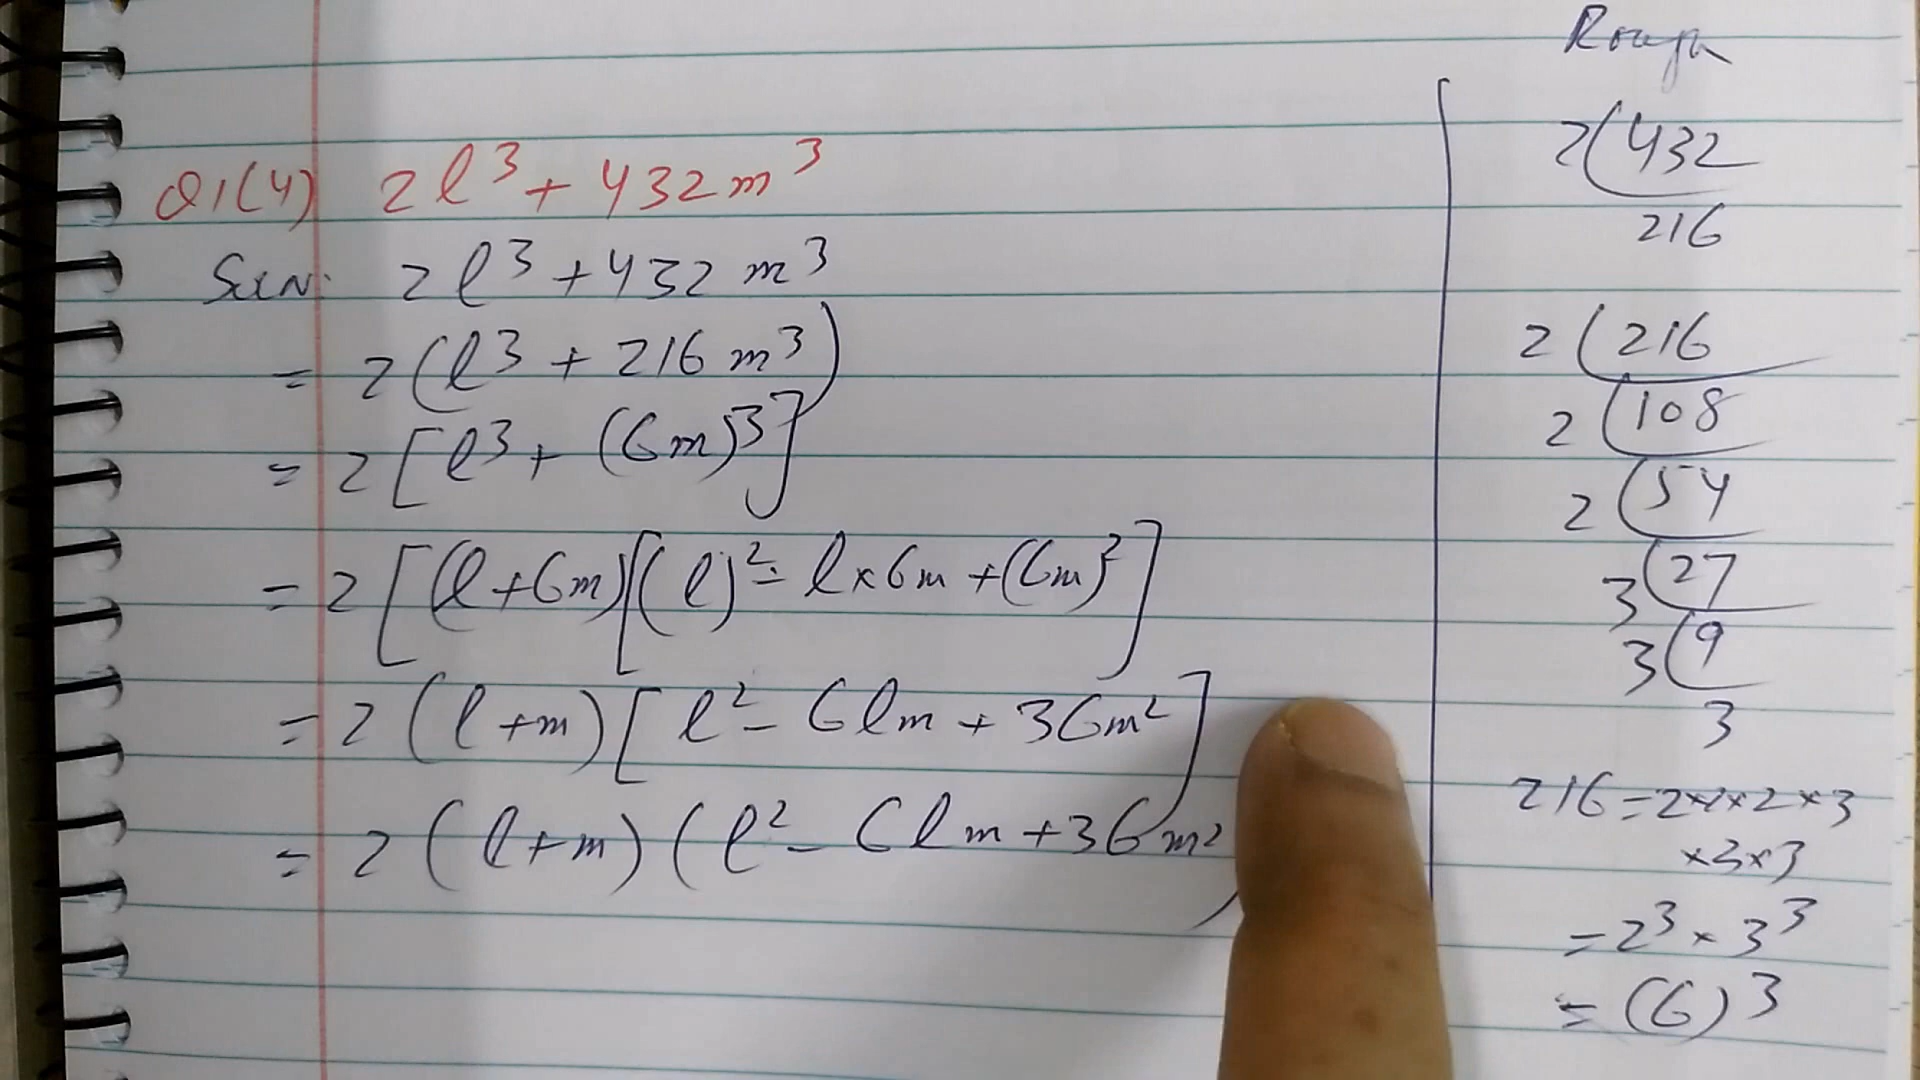 Q1(4) 2l³ + 432m³
Soln: 2l³ + 432m³
= 2(l³ + 216m³)
= 2[l³ + (6m)³]
= 2[(l+6m)[(l)² - l×6m + (6m)²]
= 2(l+m)[l² - 6lm + 36m²]
= 2(l+m)(l² - 6lm + 36m²)
Rough
2(432
216
2(216
2(108
2(54
3(27
3(9
3
216 = 2×2×2×3
×3×3
= 2³ × 3³
= (6)³